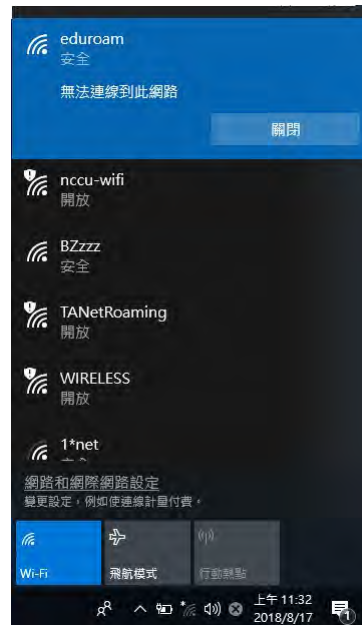 eduroam
安全
無法連線到此網路
關閉
nccu-wifi
開放
BZzzz
安全
TANetRoaming
開放
WIRELESS
開放
1*net
網路和網際網路設定
變更設定，例如使連線計量付費。
Wi-Fi
飛航模式
行動熱點
上午 11:32
2018/8/17
1